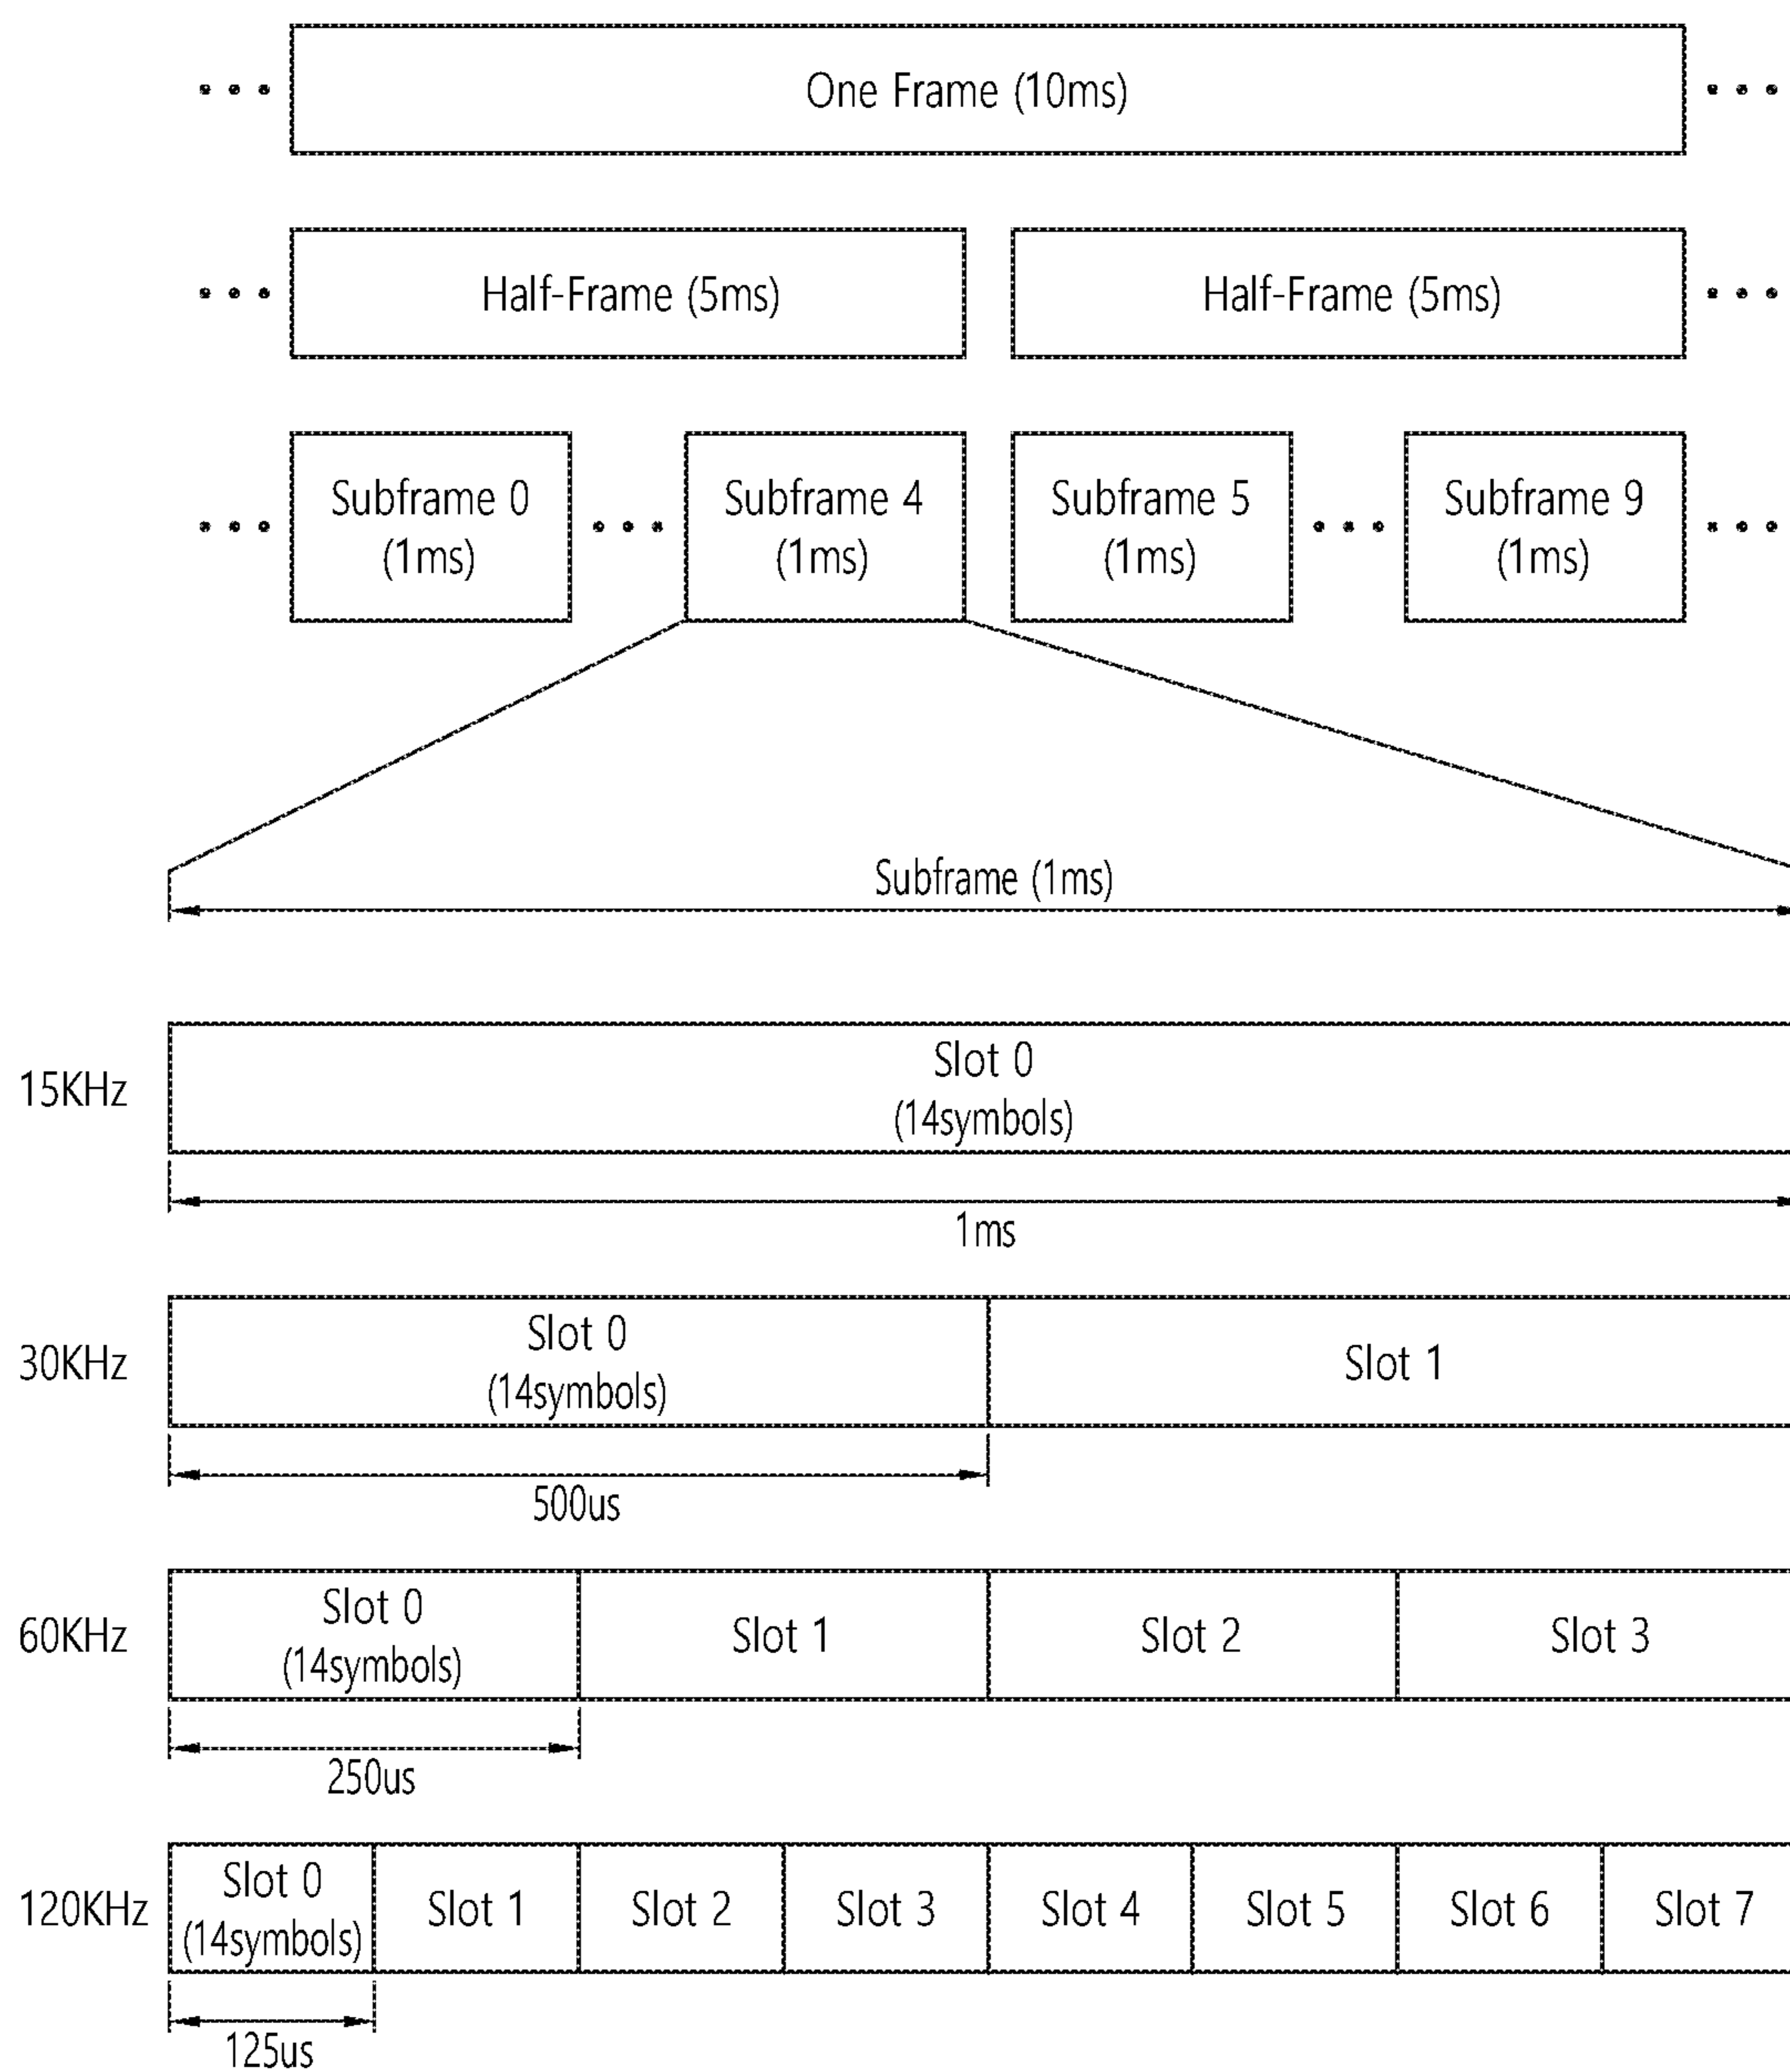 One Frame (10ms)
Half-Frame (5ms)
Half-Frame (5ms)
Subframe 0
(1ms)
Subframe 4
(1ms)
Subframe 5
(1ms)
Subframe 9
(1ms)
Subframe (1ms)
15KHz
Slot 0
(14symbols)
1ms
30KHz
Slot 0
(14symbols)
Slot 1
500us
60KHz
Slot 0
(14symbols)
Slot 1
Slot 2
Slot 3
250us
120KHz
Slot 0
(14symbols)
Slot 1
Slot 2
Slot 3
Slot 4
Slot 5
Slot 6
Slot 7
125us